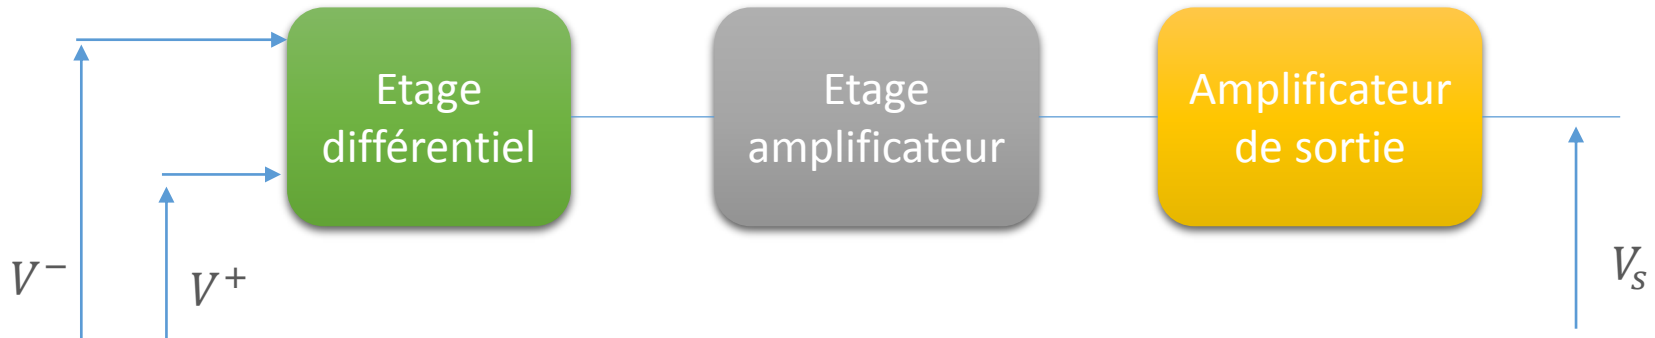 Etage
différentiel
Etage
amplificateur
Amplificateur
de sortie
V⁻
V⁺
Vₛ